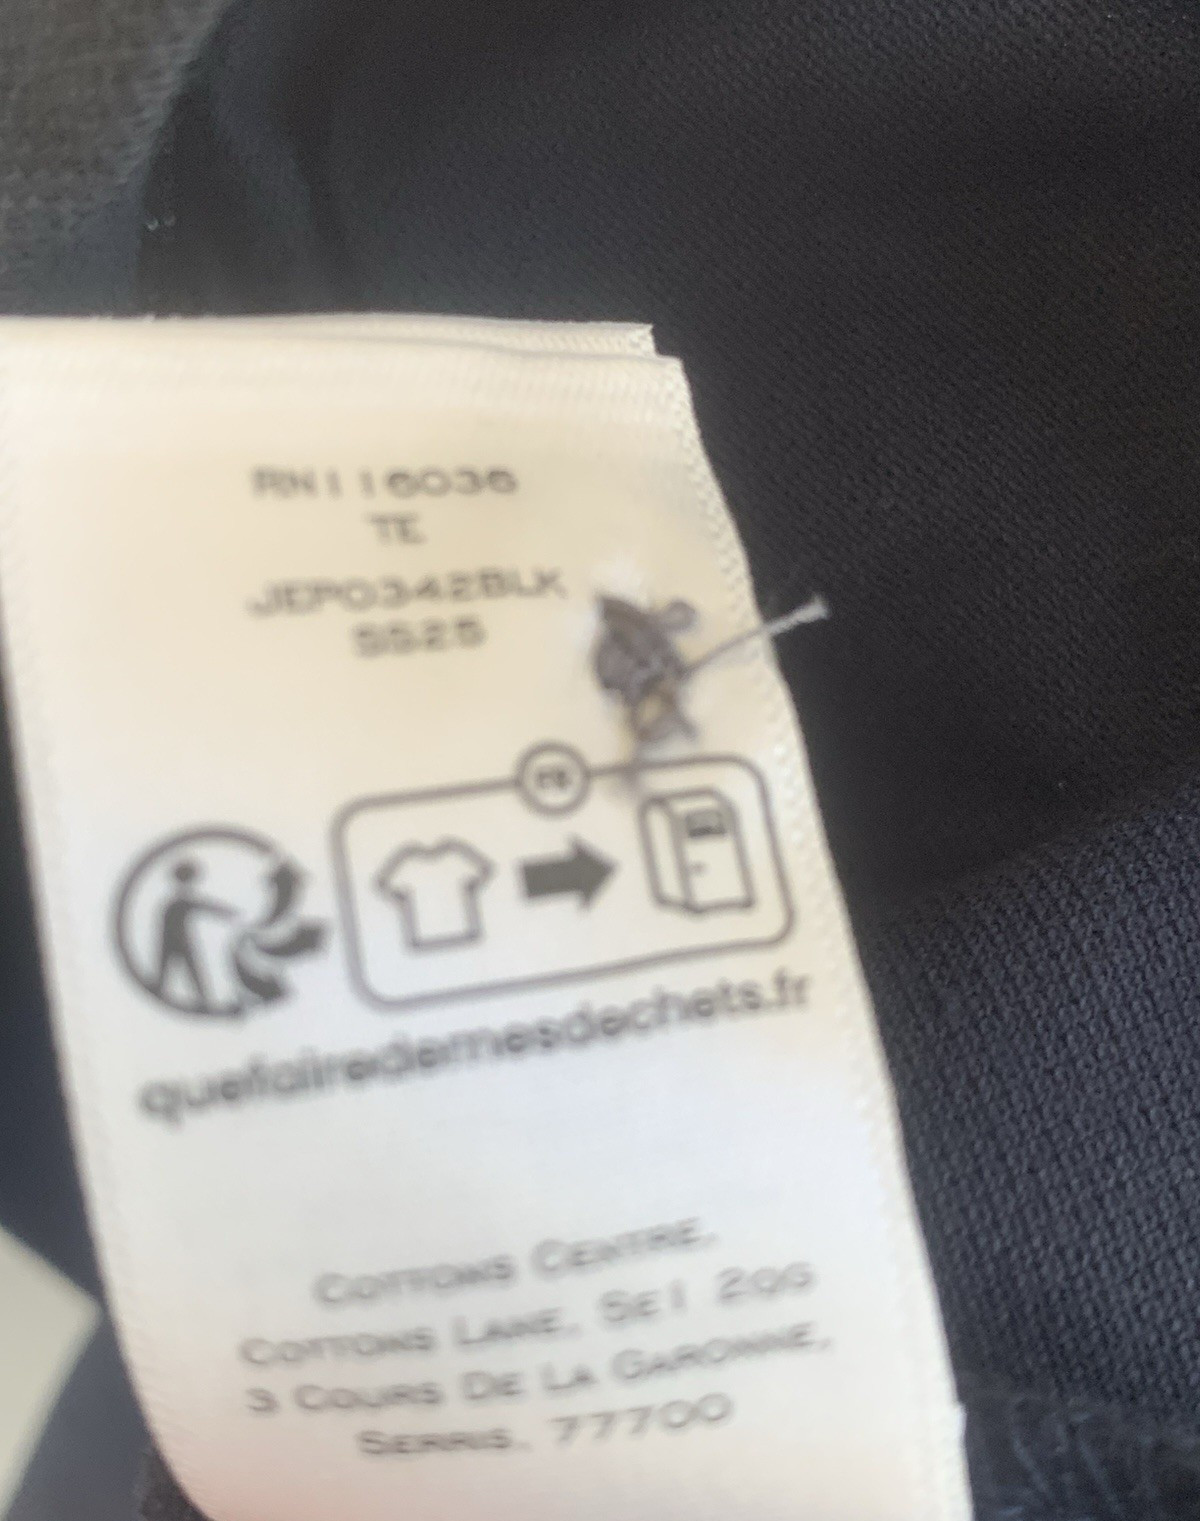 RN116036
TE
JEP0342BLK
SS25
FR
quefairedemesdechets.fr
COTTONS CENTRE,
COTTONS LANE, SE1 2QG
3 COURS DE LA GARONNE,
SERRIS, 77700